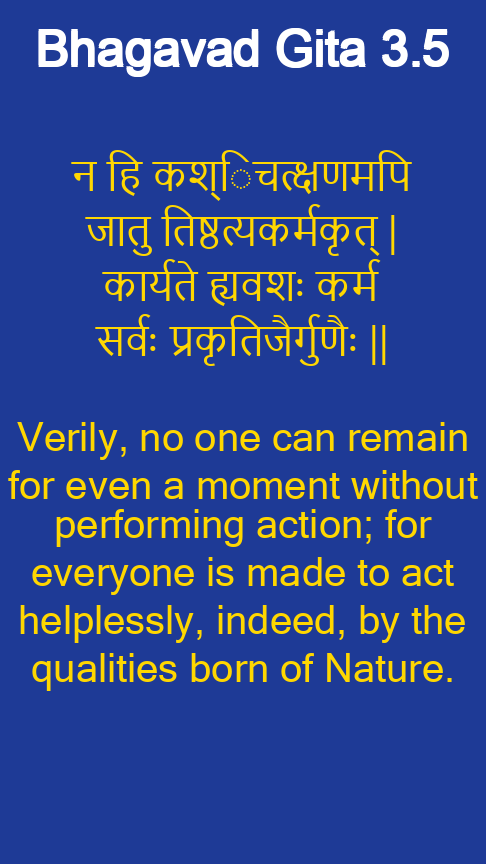 Bhagavad Gita 3.5
न हि कश्िचत्क्षणमपि
जातु तिष्ठत्यकर्मकृत् |
कार्यते ह्यवशः कर्म
सर्वः प्रकृतिजैर्गुणैः ||
Verily, no one can remain
for even a moment without
performing action; for
everyone is made to act
helplessly, indeed, by the
qualities born of Nature.